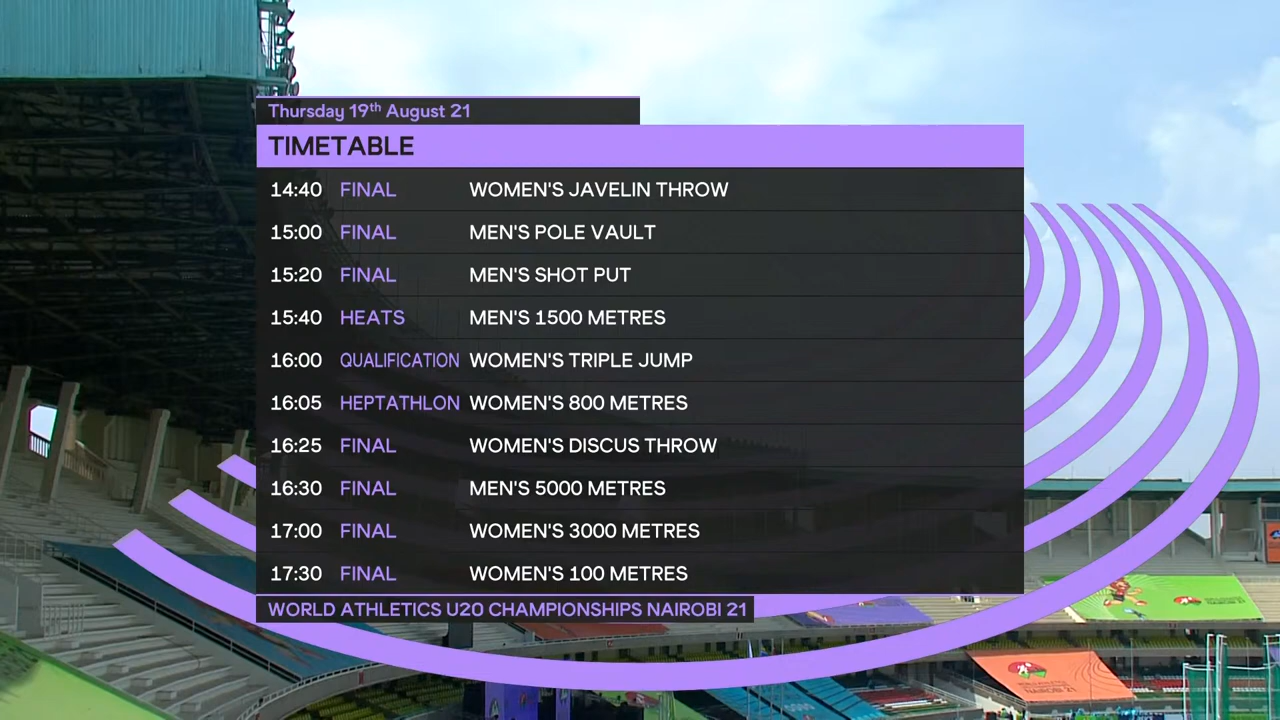 Thursday 19th August 21
TIMETABLE
14:40 FINAL WOMEN'S JAVELIN THROW
15:00 FINAL MEN'S POLE VAULT
15:20 FINAL MEN'S SHOT PUT
15:40 HEATS MEN'S 1500 METRES
16:00 QUALIFICATION WOMEN'S TRIPLE JUMP
16:05 HEPTATHLON WOMEN'S 800 METRES
16:25 FINAL WOMEN'S DISCUS THROW
16:30 FINAL MEN'S 5000 METRES
17:00 FINAL WOMEN'S 3000 METRES
17:30 FINAL WOMEN'S 100 METRES
WORLD ATHLETICS U20 CHAMPIONSHIPS NAIROBI 21
NAIROBI 21